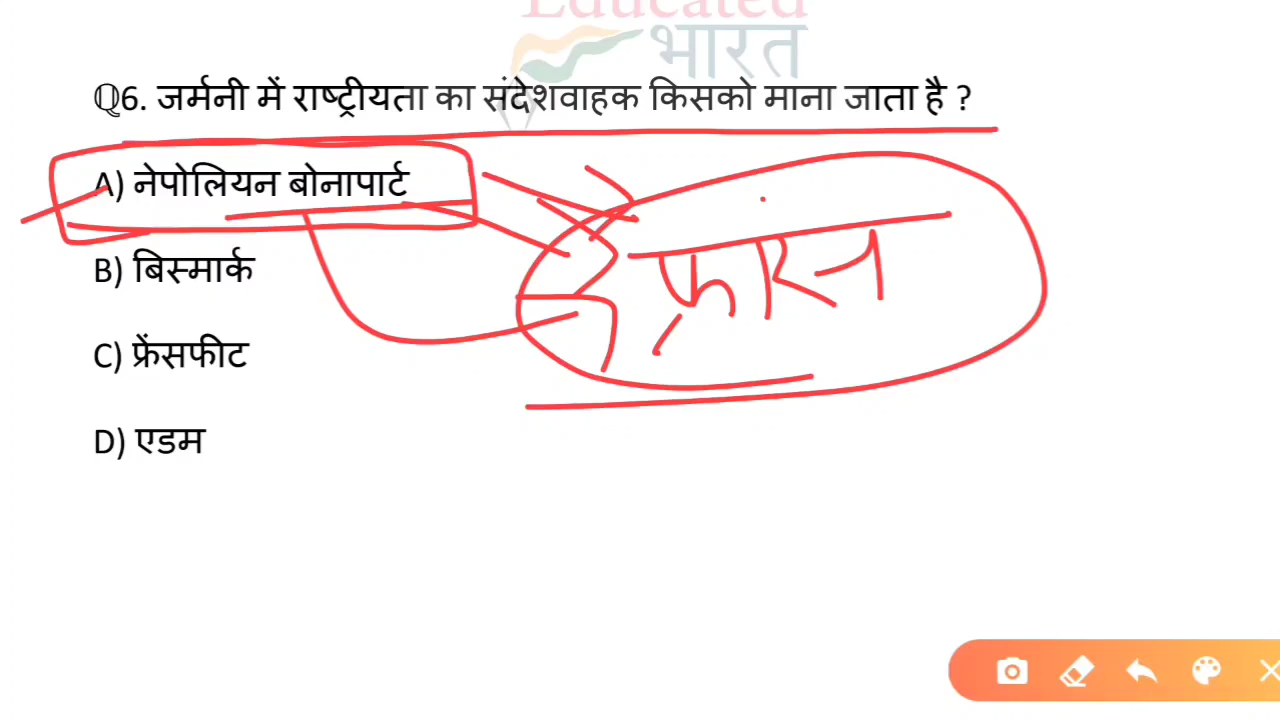 Educated
भारत
Q6. जर्मनी में राष्ट्रीयता का संदेशवाहक किसको माना जाता है ?
A) नेपोलियन बोनापार्ट
फ्रांस
B) बिस्मार्क
C) फ्रेंसफीट
D) एडम